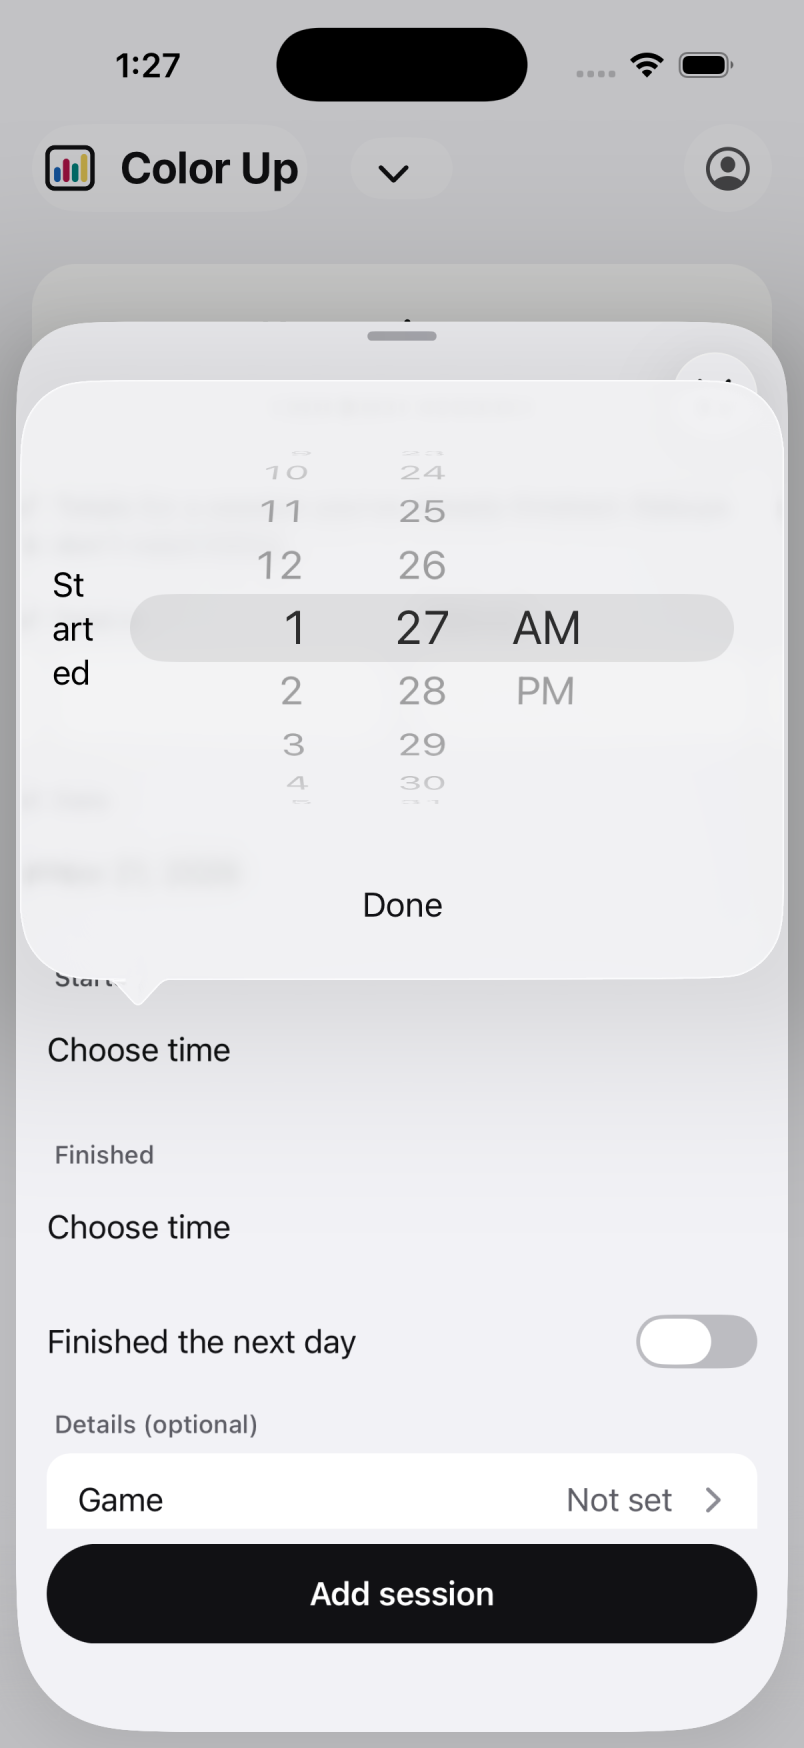 1:27
Color Up
10 24
11 25
12 26
St
art
ed
1 27 AM
2 28 PM
3 29
4 30
Done
Choose time
Finished
Choose time
Finished the next day
Details (optional)
Game Not set
Add session